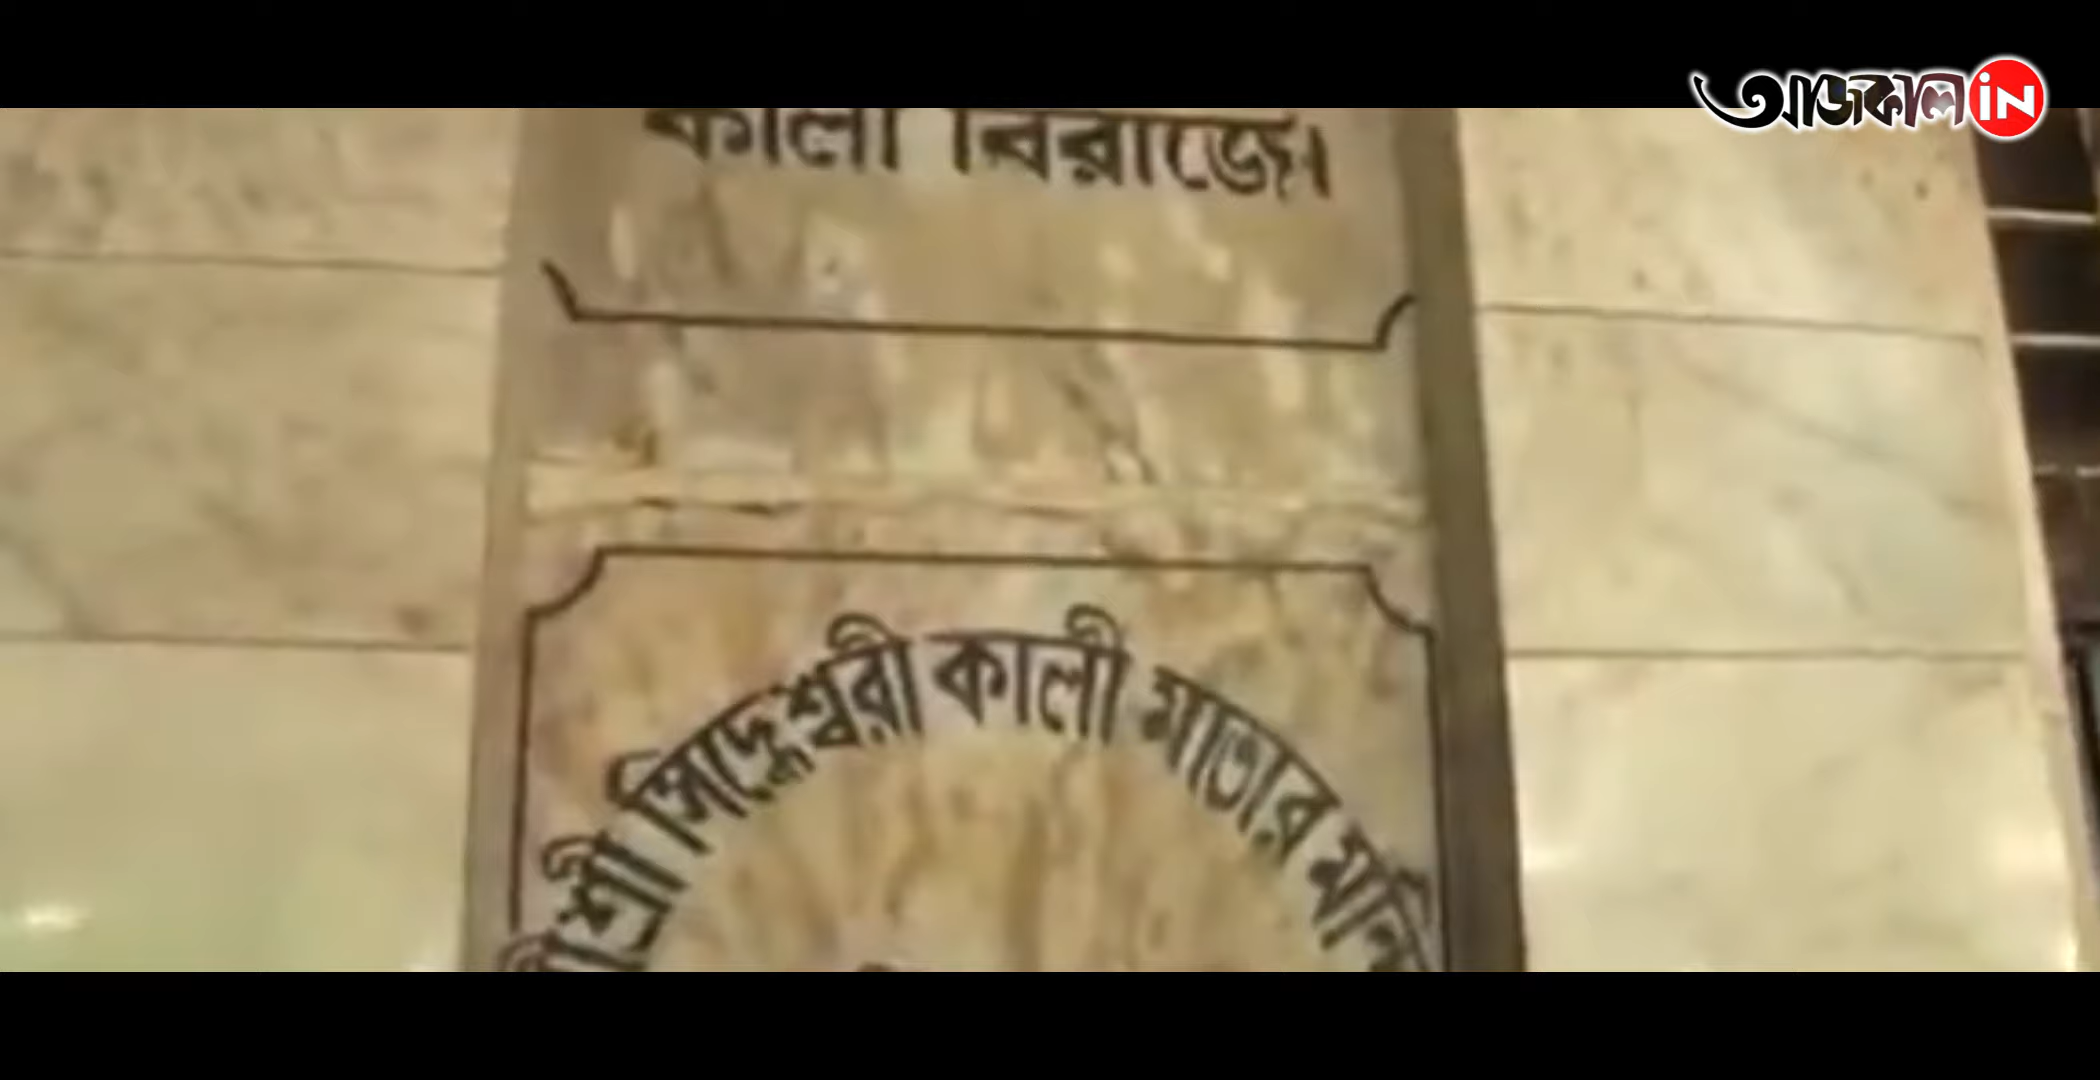 আজকাল iN
কালী বিরাজে।
শ্রীশ্রী সিদ্ধেশ্বরী কালী মাতার